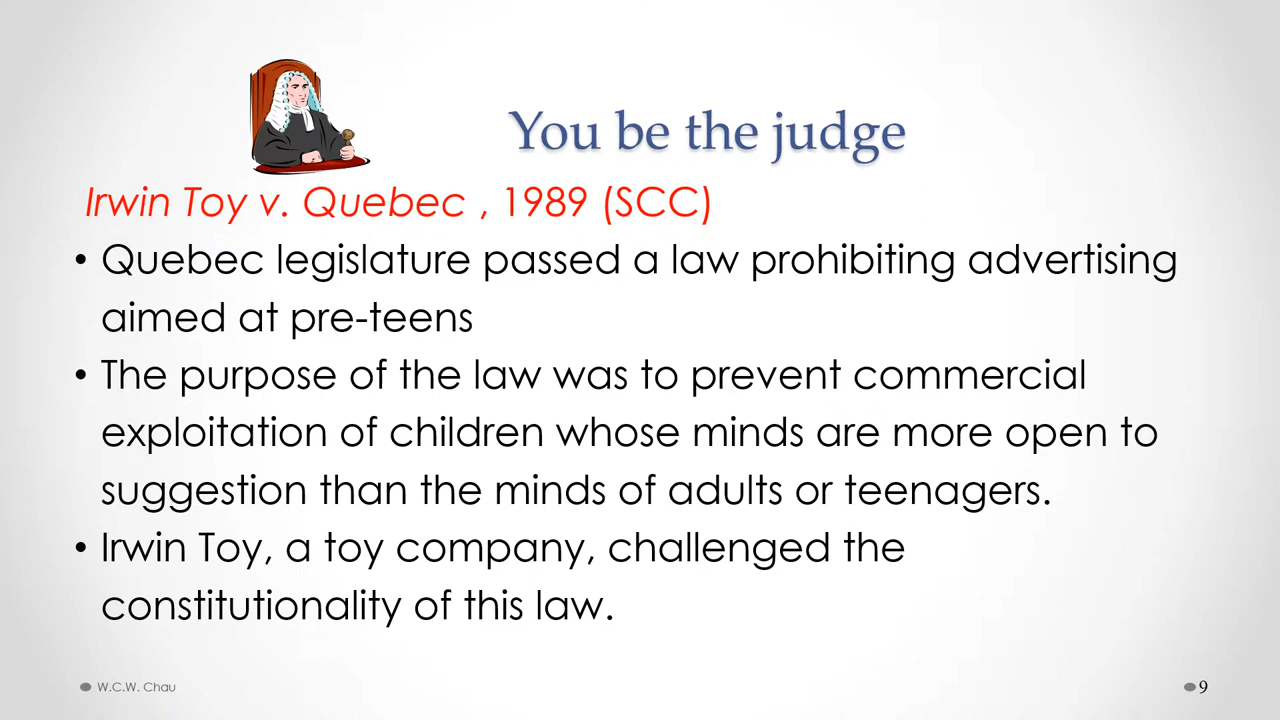 You be the judge
Irwin Toy v. Quebec , 1989 (SCC)
• Quebec legislature passed a law prohibiting advertising
aimed at pre-teens
• The purpose of the law was to prevent commercial
exploitation of children whose minds are more open to
suggestion than the minds of adults or teenagers.
• Irwin Toy, a toy company, challenged the
constitutionality of this law.
W.C.W. Chau
9